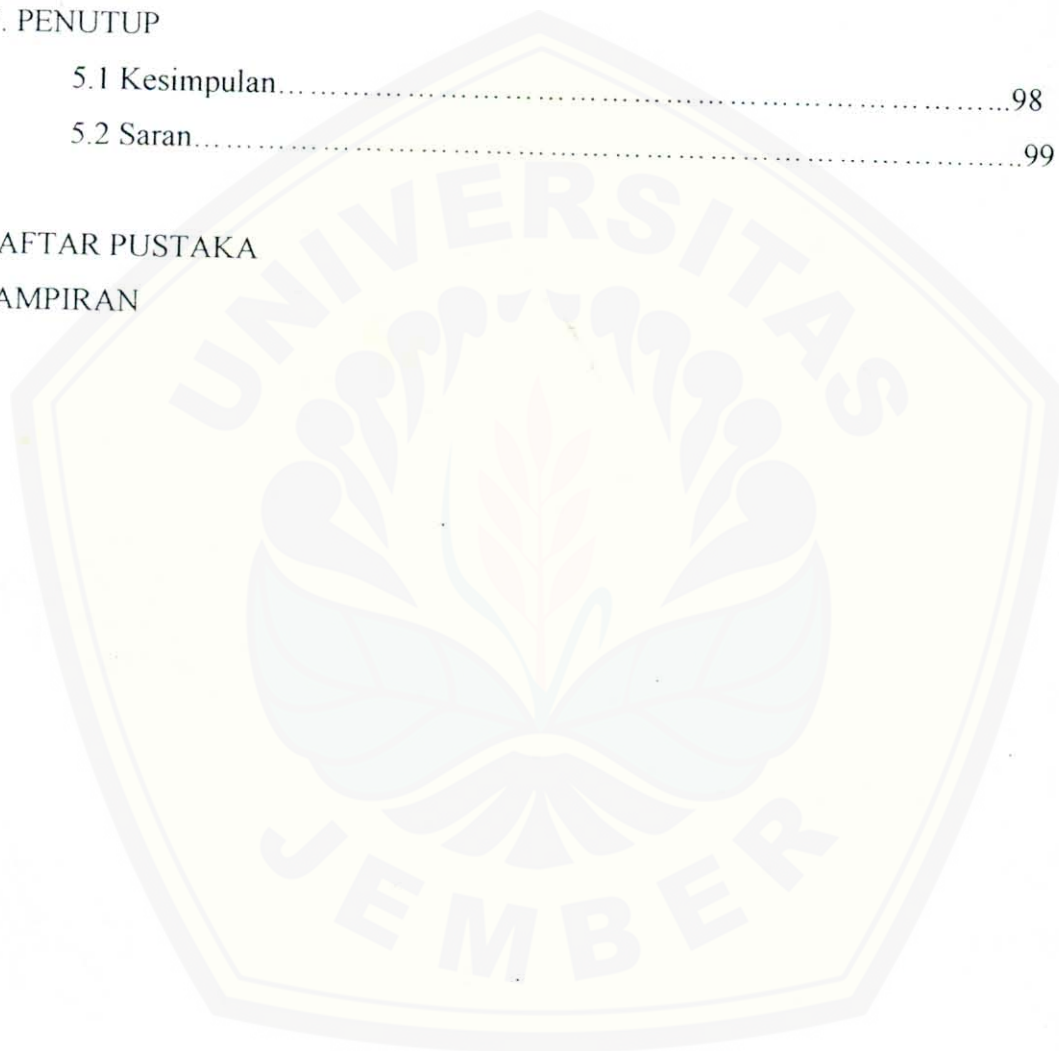 . PENUTUP
5.1 Kesimpulan....................................................................98
5.2 Saran............................................................................99
AFTAR PUSTAKA
AMPIRAN
UNIVERSITAS
JEMBER